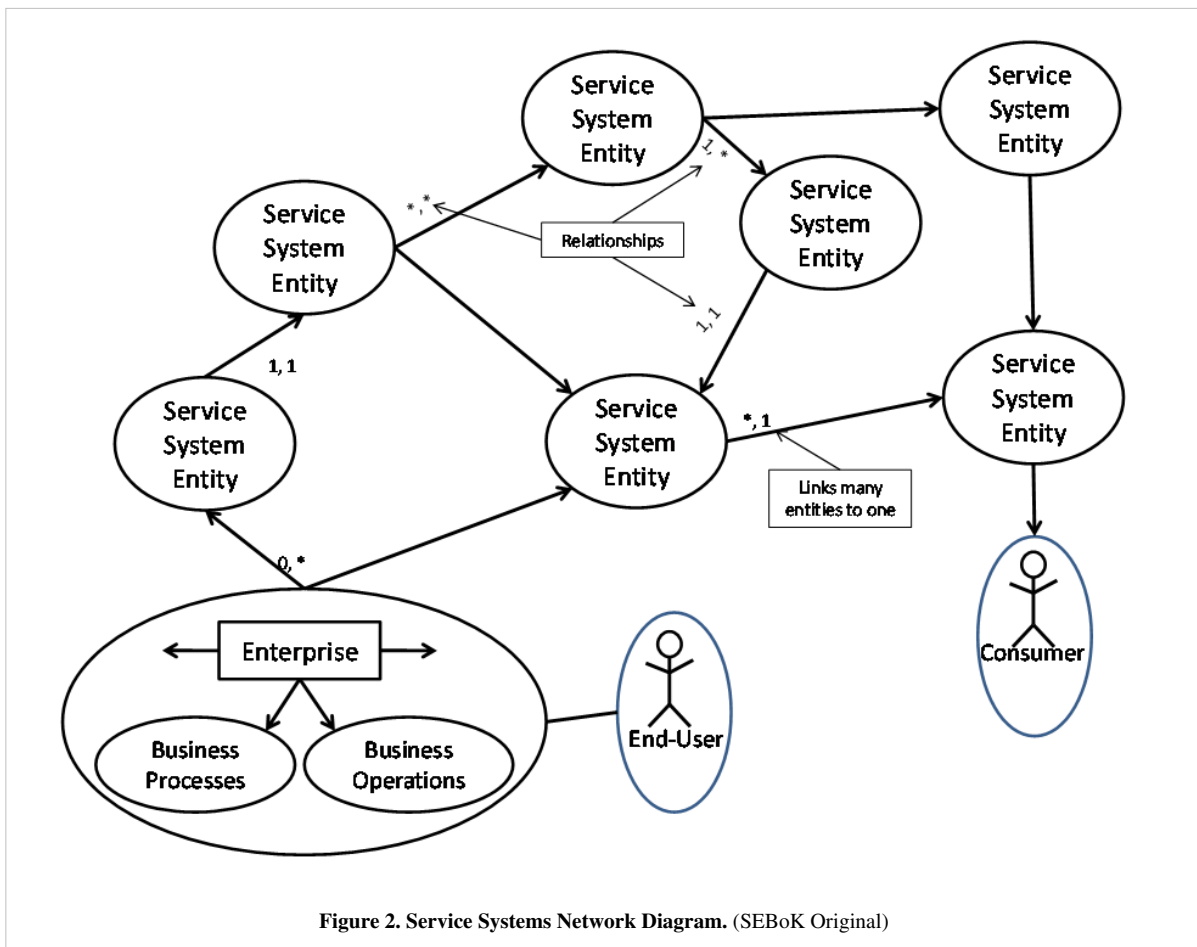 Service
System
Entity
Service
System
Entity
Service
System
Entity
Service
System
Entity
*, *
1, *
Relationships
1, 1
1, 1
Service
System
Entity
Service
System
Entity
Service
System
Entity
*, 1
Links many
entities to one
0, *
Enterprise
Business
Processes
Business
Operations
End-User
Consumer
Figure 2. Service Systems Network Diagram. (SEBoK Original)